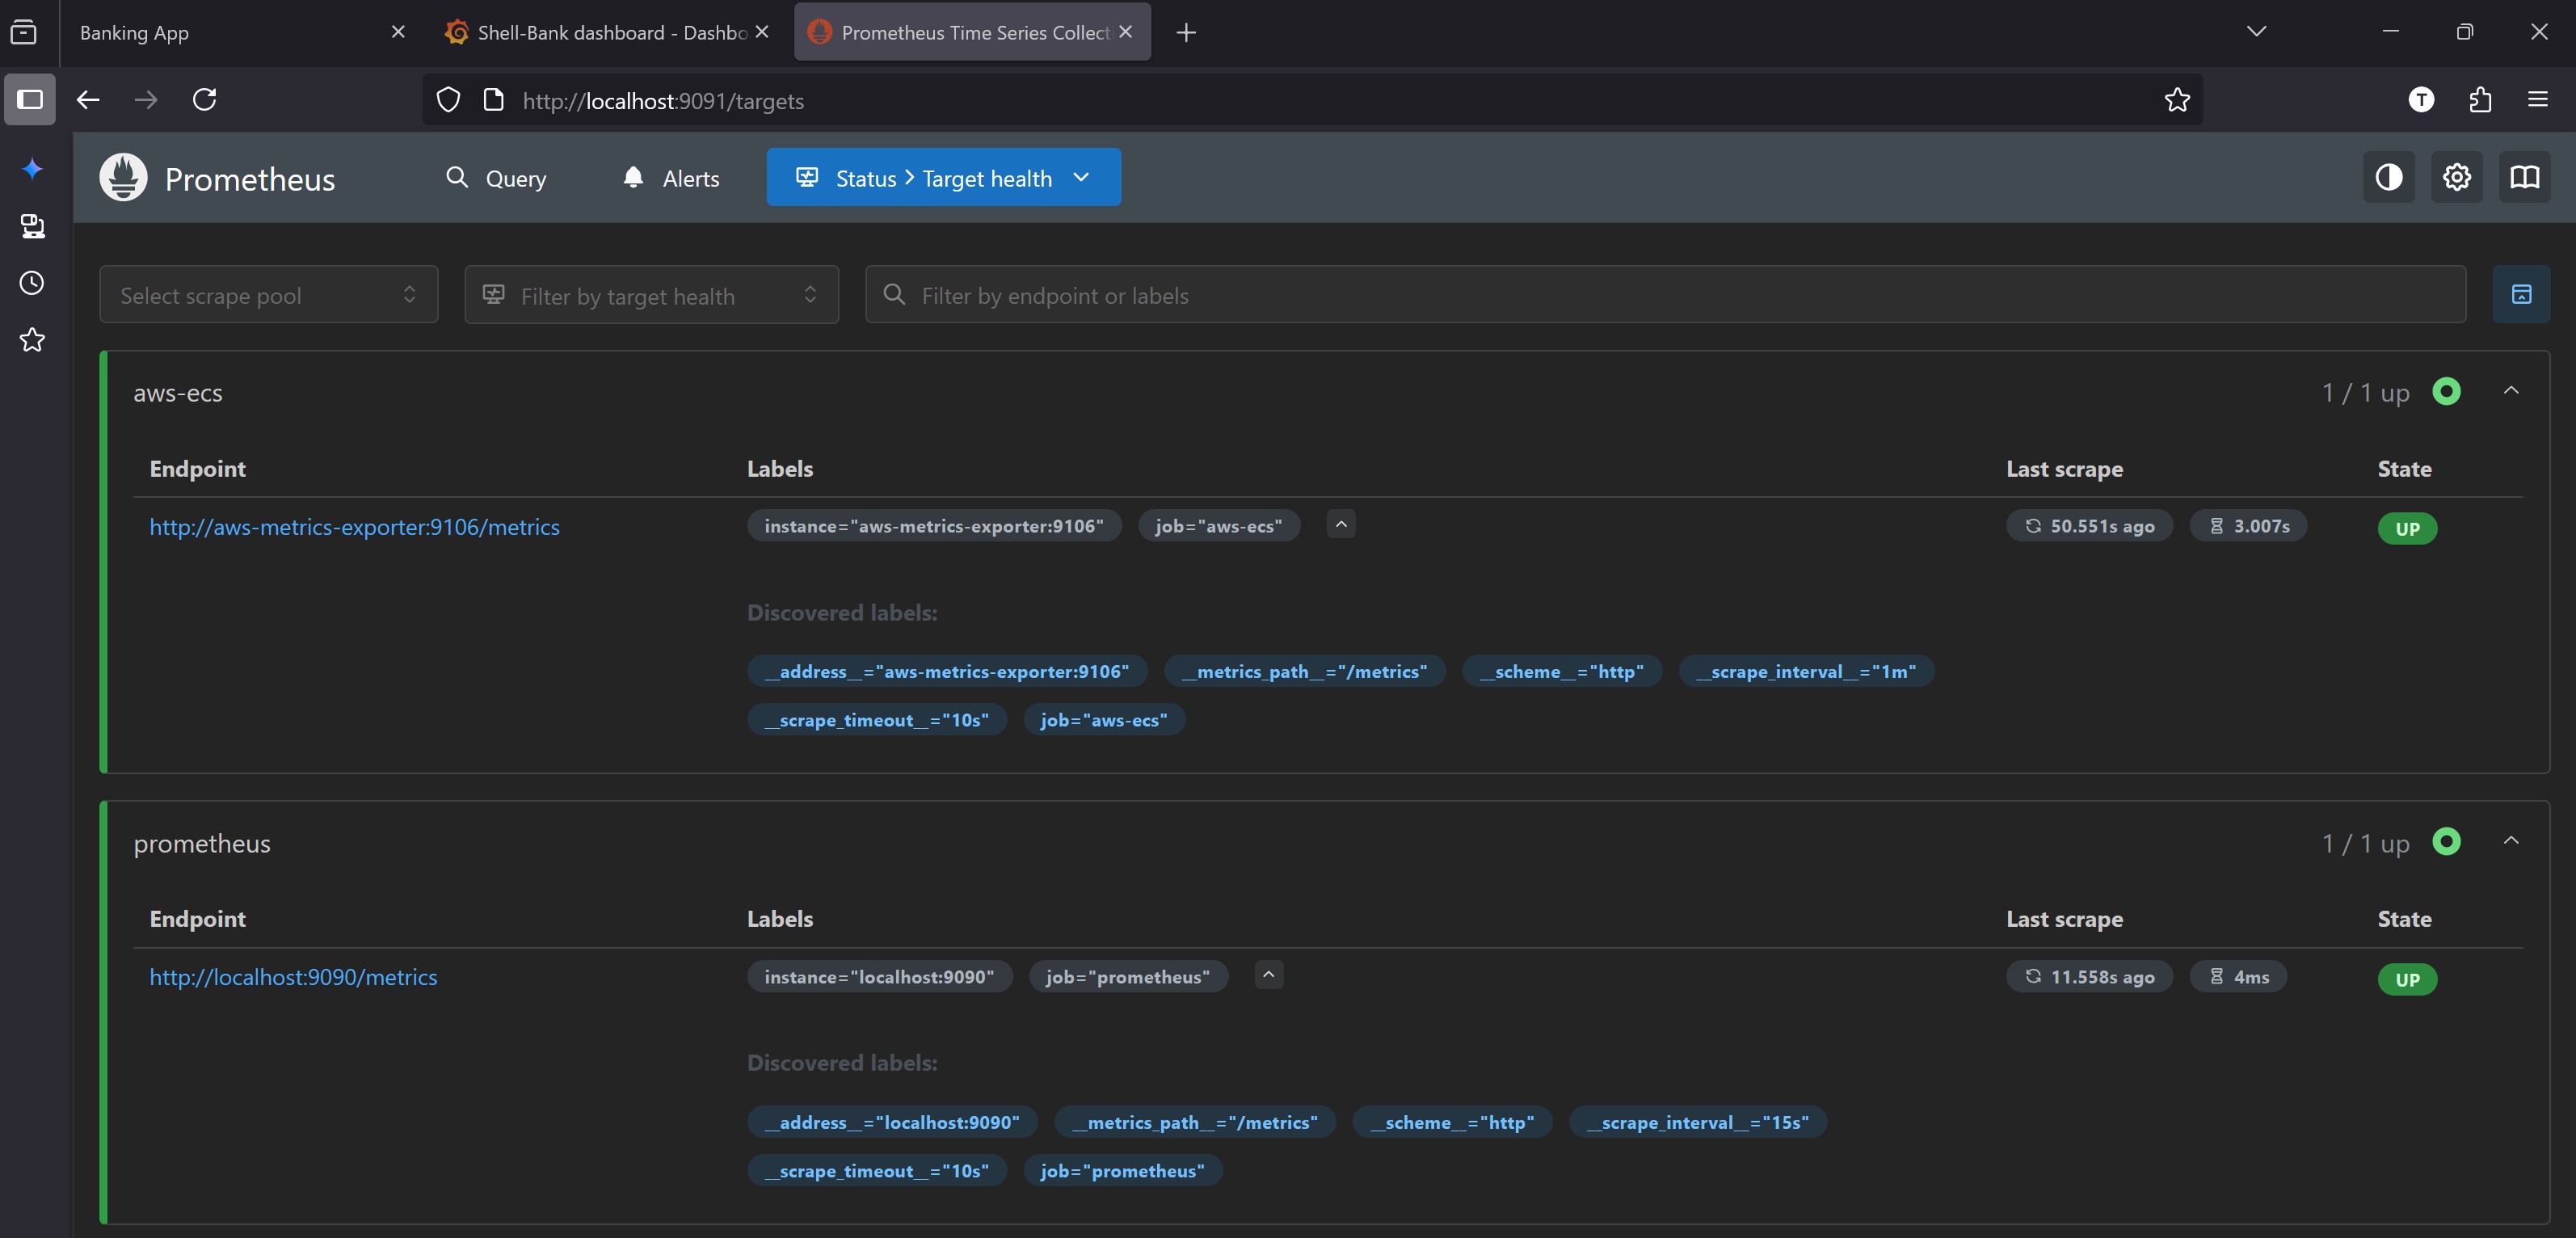 Banking App
Shell-Bank dashboard - Dashbo
Prometheus Time Series Collect
http://localhost:9091/targets
T
Prometheus
Query
Alerts
Status > Target health
Select scrape pool
Filter by target health
Filter by endpoint or labels
aws-ecs
1 / 1 up
Endpoint Labels Last scrape State
http://aws-metrics-exporter:9106/metrics instance="aws-metrics-exporter:9106" job="aws-ecs" 50.551s ago 3.007s UP
Discovered labels:
__address__="aws-metrics-exporter:9106" __metrics_path__="/metrics" __scheme__="http" __scrape_interval__="1m"
__scrape_timeout__="10s" job="aws-ecs"
prometheus
1 / 1 up
Endpoint Labels Last scrape State
http://localhost:9090/metrics instance="localhost:9090" job="prometheus" 11.558s ago 4ms UP
Discovered labels:
__address__="localhost:9090" __metrics_path__="/metrics" __scheme__="http" __scrape_interval__="15s"
__scrape_timeout__="10s" job="prometheus"